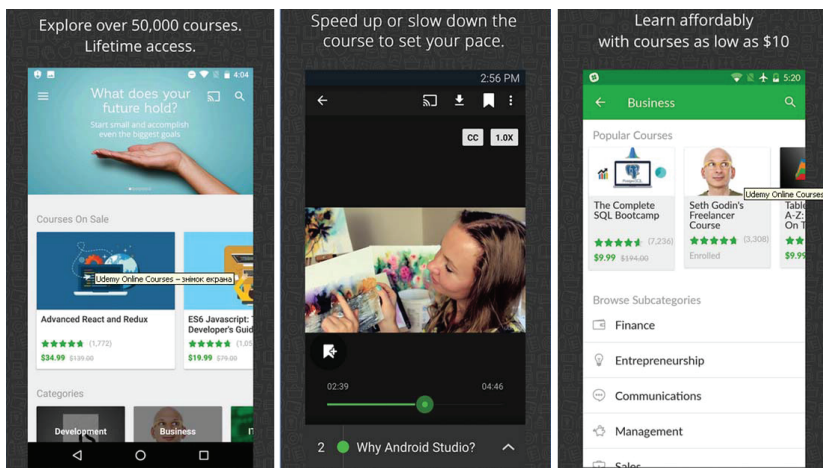 Explore over 50,000 courses.
Lifetime access.
4:04
What does your
future hold?
Start small and accomplish
even the biggest goals
Courses On Sale
Udemy Online Courses – знімок екрана
Advanced React and Redux
(1,772)
$34.99 $139.00
ES6 Javascript:
Developer's Guid
(1,05
$19.99 $79.00
Categories
Development
Business
IT
Speed up or slow down the
course to set your pace.
2:56 PM
CC
1.0X
02:39
04:46
2 Why Android Studio?
Learn affordably
with courses as low as $10
5:20
Business
Popular Courses
Udemy Online Courses
The Complete
SQL Bootcamp
(7,236)
$9.99 $194.00
Seth Godin's
Freelancer
Course
(3,308)
Enrolled
Table
A-Z:
On T
$9.99
Browse Subcategories
Finance
Entrepreneurship
Communications
Management
Sales